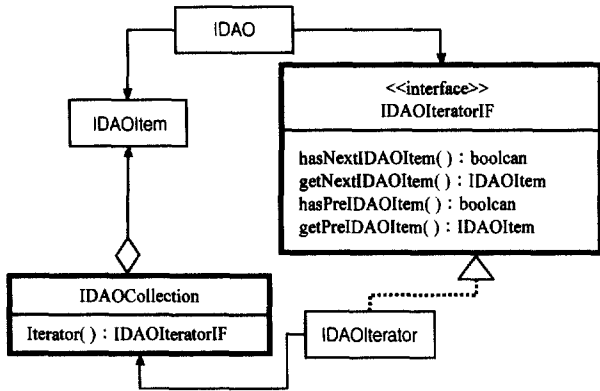 IDAO
<<interface>>
IDAOIteratorIF
IDAOItem
hasNextIDAOItem( ) : boolcan
getNextIDAOItem( ) : IDAOItem
hasPreIDAOItem( ) : boolcan
getPreIDAOItem( ) : IDAOItem
IDAOCollection
Iterator( ) : IDAOIteratorIF
IDAOIterator